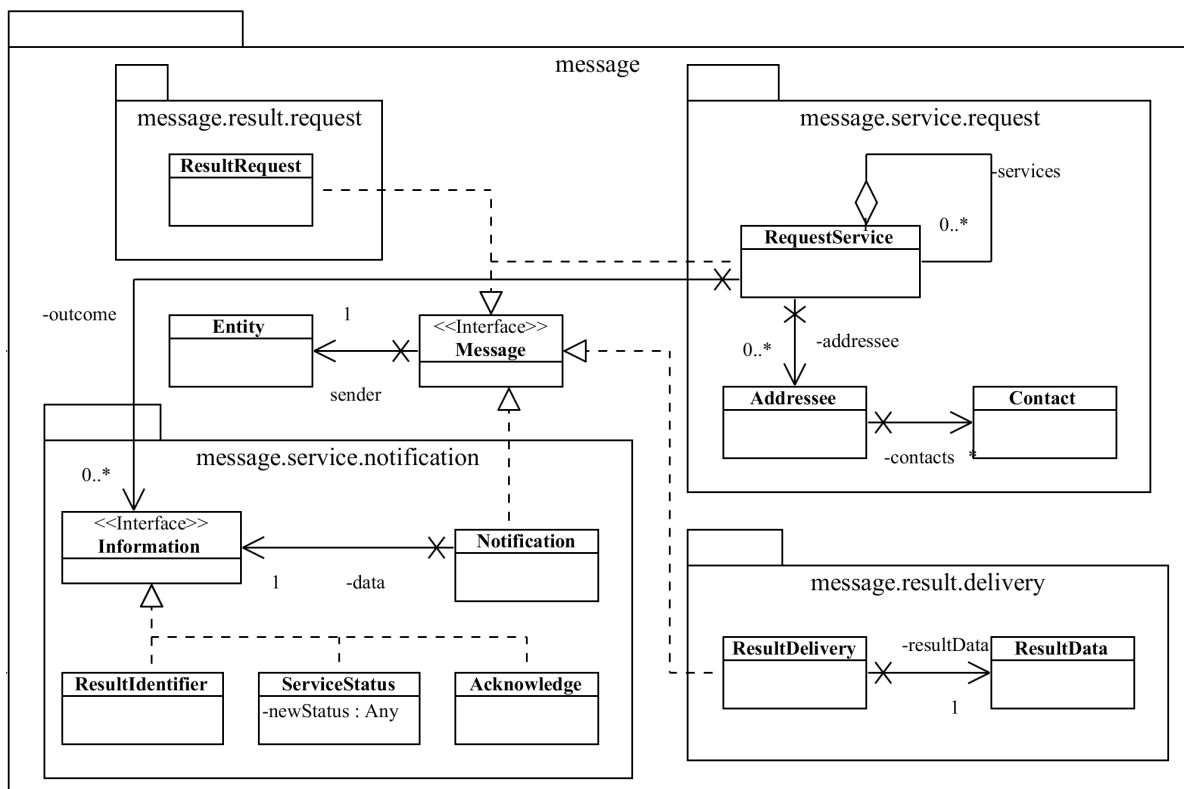 message
message.result.request
ResultRequest
message.service.request
-services
1
0..*
RequestService
-outcome
Entity
1
sender
<<Interface>>
Message
0..*
-addressee
Addressee
Contact
-contacts
*
message.service.notification
0..*
<<Interface>>
Information
1
-data
Notification
ResultIdentifier
ServiceStatus
-newStatus : Any
Acknowledge
message.result.delivery
ResultDelivery
-resultData
1
ResultData